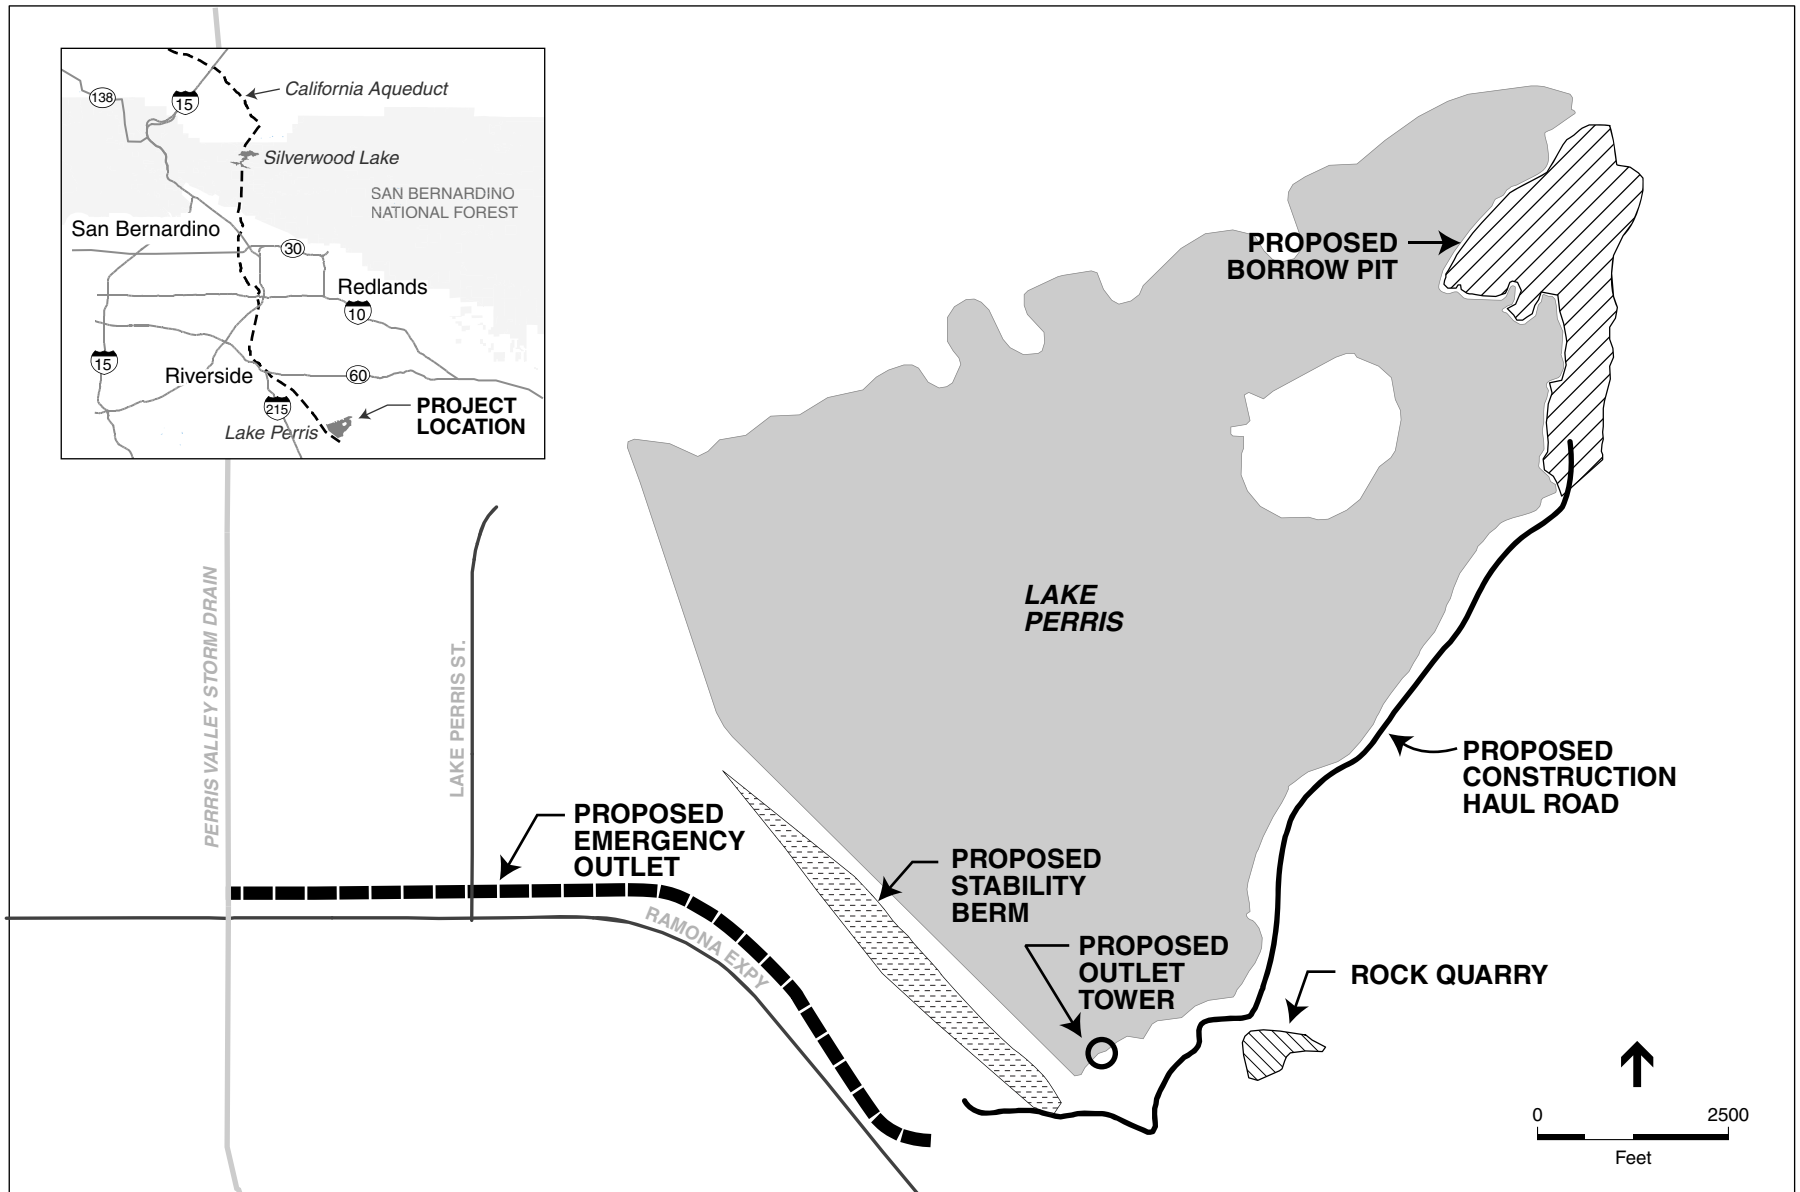 California Aqueduct
138
15
Silverwood Lake
SAN BERNARDINO
NATIONAL FOREST
San Bernardino
30
Redlands
10
15
Riverside
60
215
PROJECT
LOCATION
Lake Perris
PROPOSED
BORROW PIT
LAKE
PERRIS
PERRIS VALLEY STORM DRAIN
LAKE PERRIS ST.
PROPOSED
CONSTRUCTION
HAUL ROAD
PROPOSED
EMERGENCY
OUTLET
PROPOSED
STABILITY
BERM
RAMONA EXPY
PROPOSED
OUTLET
TOWER
ROCK QUARRY
0
2500
Feet